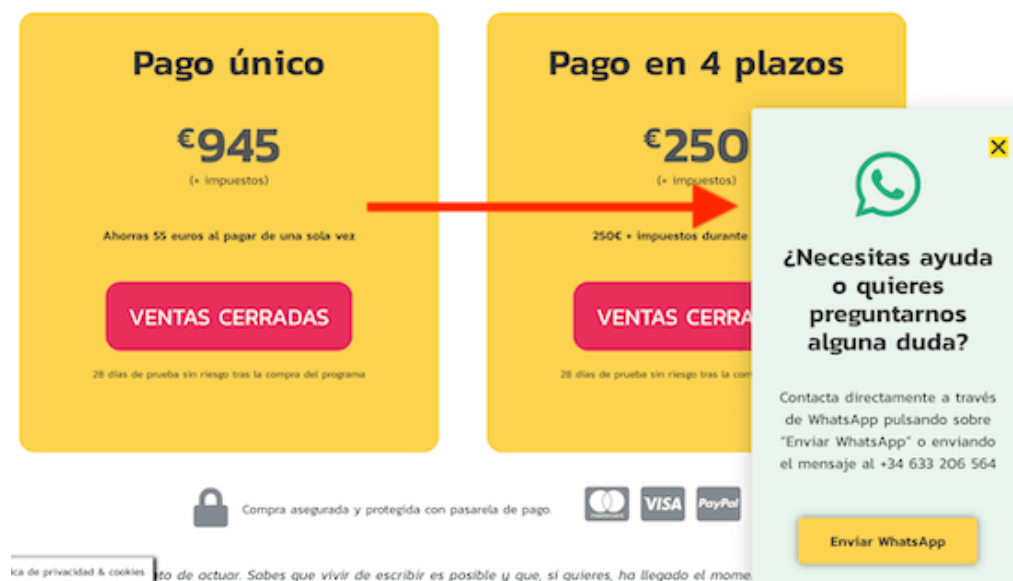 Pago único
€945
(+ impuestos)
Ahorras 55 euros al pagar de una sola vez
VENTAS CERRADAS
28 días de prueba sin riesgo tras la compra del programa
Pago en 4 plazos
€250
(+ impuestos)
250€ + impuestos durante
VENTAS CERRA
28 días de prueba sin riesgo tras la com
¿Necesitas ayuda
o quieres
preguntarnos
alguna duda?
Contacta directamente a través
de WhatsApp pulsando sobre
"Enviar WhatsApp" o enviando
el mensaje al +34 633 206 564
Enviar WhatsApp
Compra asegurada y protegida con pasarela de pago.
mastercard
VISA
PayPal
ica de privacidad & cookies
to de actuar. Sabes que vivir de escribir es posible y que, si quieres, ha llegado el mome